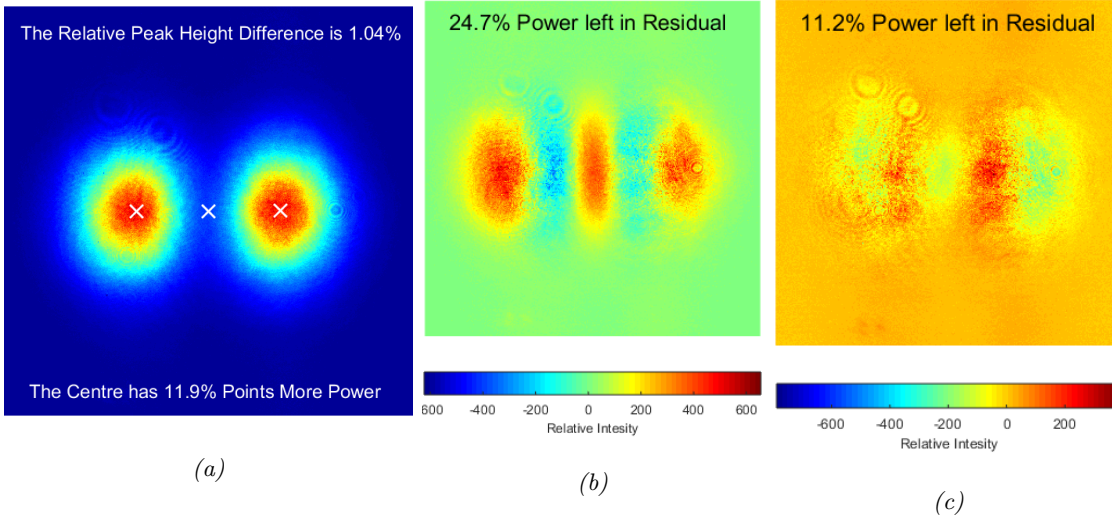 The Relative Peak Height Difference is 1.04%
The Centre has 11.9% Points More Power
(a)
24.7% Power left in Residual
600 -400 -200 0 200 400 600
Relative Intesity
(b)
11.2% Power left in Residual
-600 -400 -200 0 200
Relative Intesity
(c)